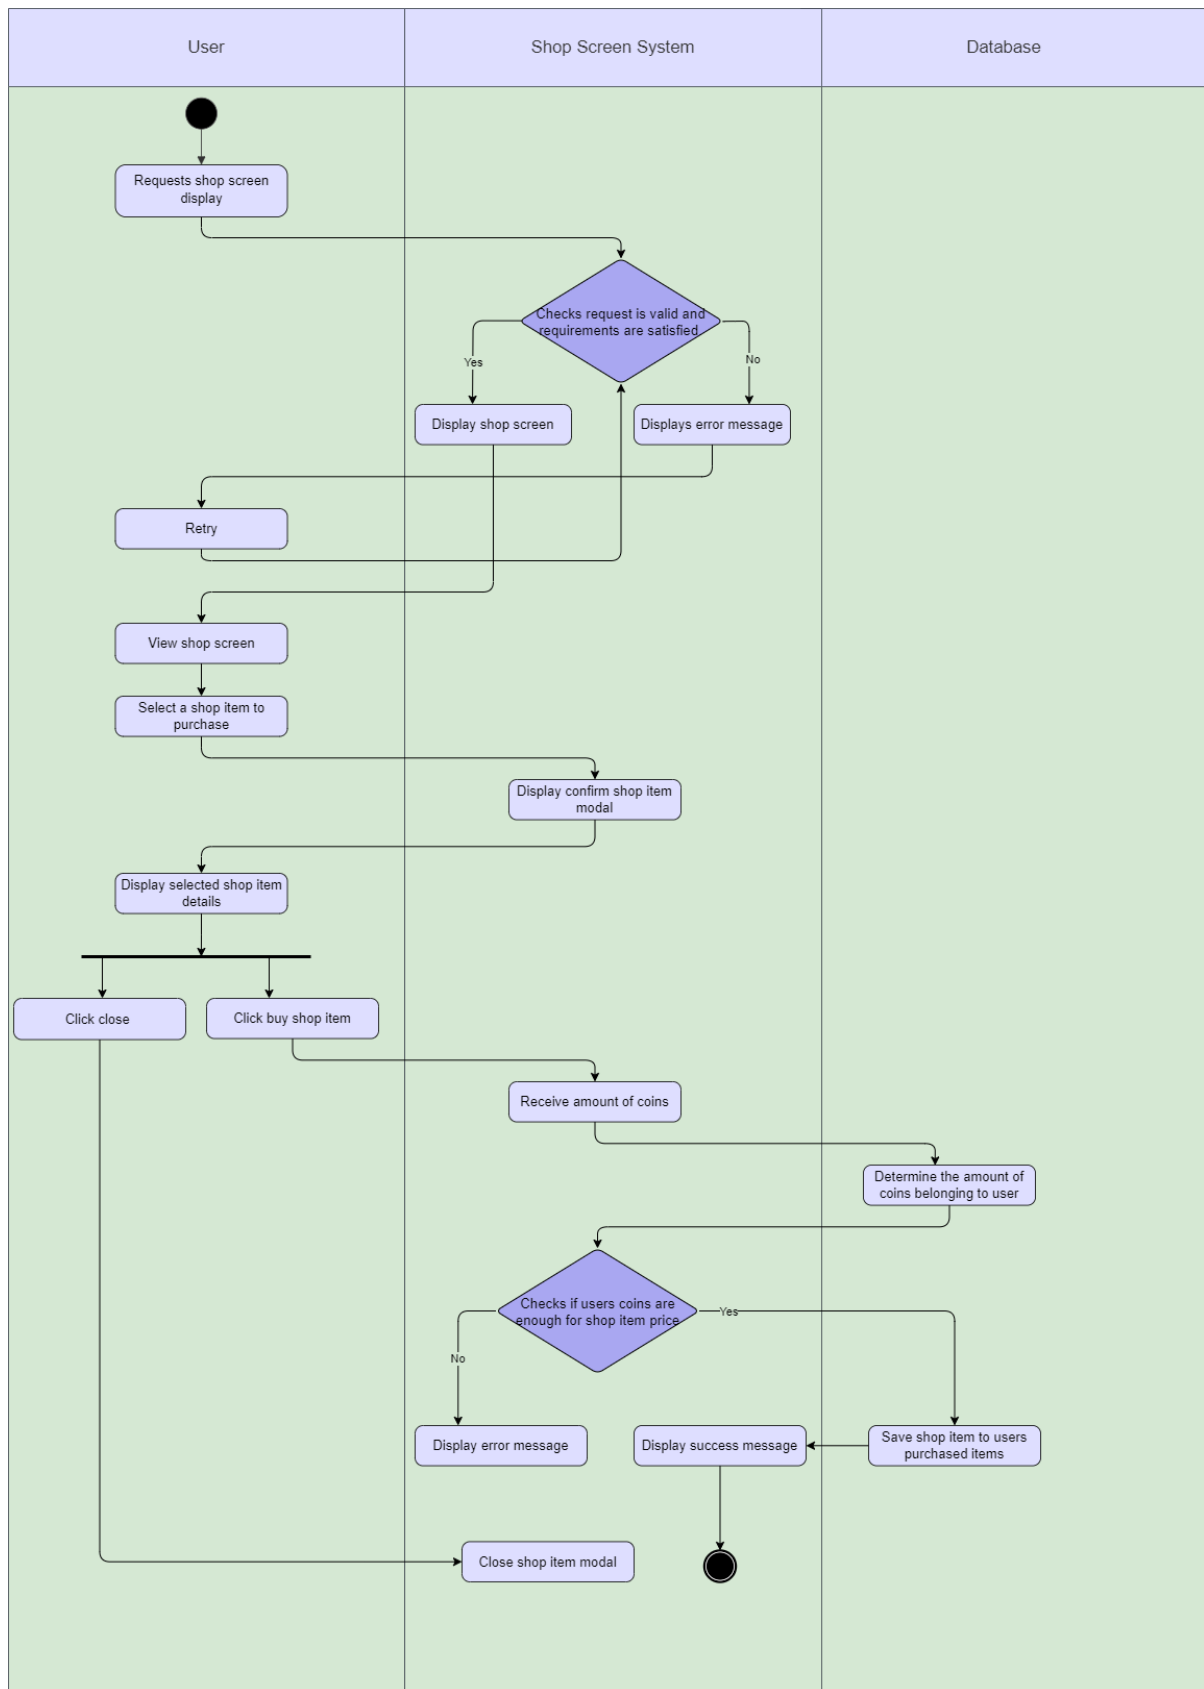 User
Shop Screen System
Database
Requests shop screen
display
Checks request is valid and
requirements are satisfied
Yes
No
Display shop screen
Displays error message
Retry
View shop screen
Select a shop item to
purchase
Display confirm shop item
modal
Display selected shop item
details
Click close
Click buy shop item
Receive amount of coins
Determine the amount of
coins belonging to user
Checks if users coins are
enough for shop item price
Yes
No
Display error message
Display success message
Save shop item to users
purchased items
Close shop item modal